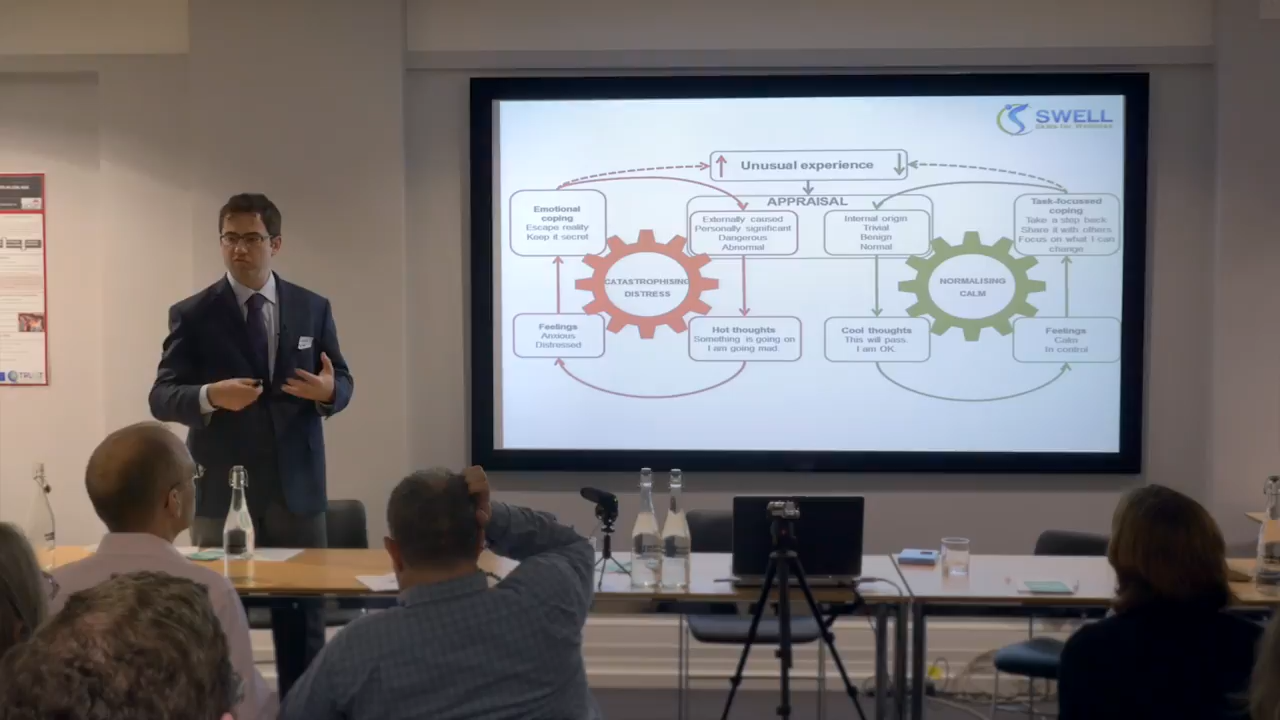 SWELL
Skills for Wellness
Unusual experience
APPRAISAL
Emotional
coping
Escape reality
Keep it secret
Externally caused
Personally significant
Dangerous
Abnormal
Internal origin
Trivial
Benign
Normal
Task-focussed
coping
Take a step back
Share it with others
Focus on what I can
change
CATASTROPHISING
DISTRESS
NORMALISING
CALM
Feelings
Anxious
Distressed
Hot thoughts
Something is going on
I am going mad
Cool thoughts
This will pass.
I am OK.
Feelings
Calm
In control